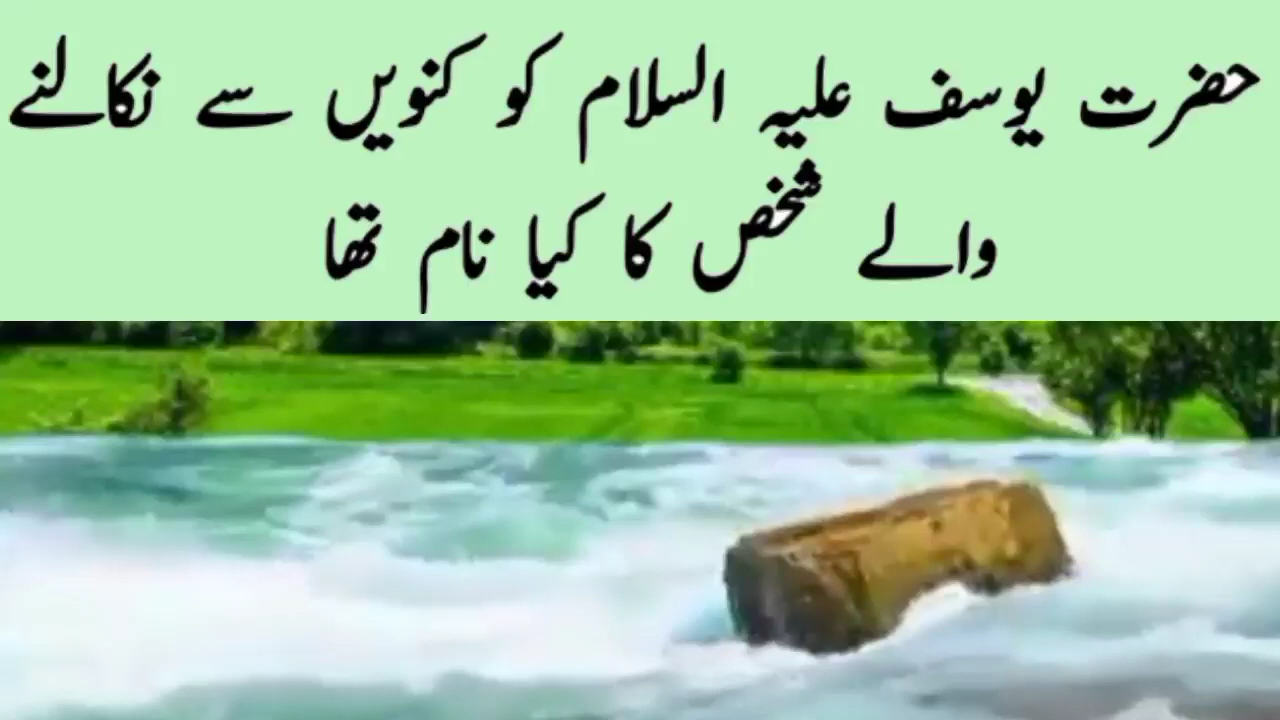 حضرت یوسف علیہ السلام کو کنویں سے نکالنے
والے شخص کا کیا نام تھا